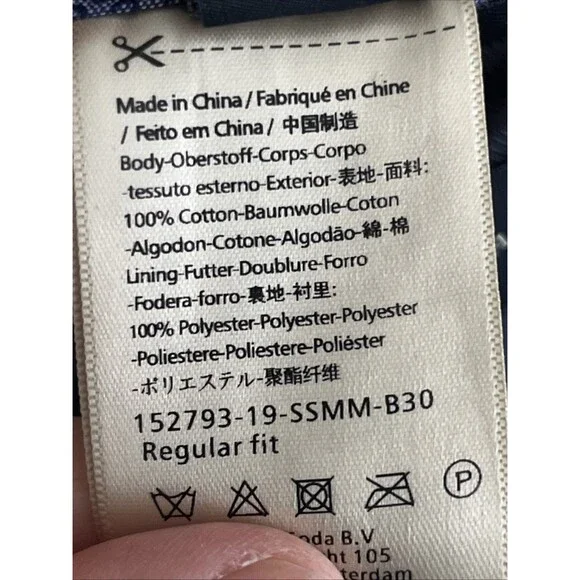 Made in China / Fabriqué en Chine
/ Feito em China / 中国制造
Body-Oberstoff-Corps-Corpo
-tessuto esterno-Exterior-表地-面料:
100% Cotton-Baumwolle-Coton
-Algodon-Cotone-Algodão-綿-棉
Lining-Futter-Doublure-Forro
-Fodera-forro-裏地-衬里:
100% Polyester-Polyester-Polyester
-Poliestere-Poliestere-Poliéster
-ポリエステル-聚酯纤维
152793-19-SSMM-B30
Regular fit
P
B.V
105